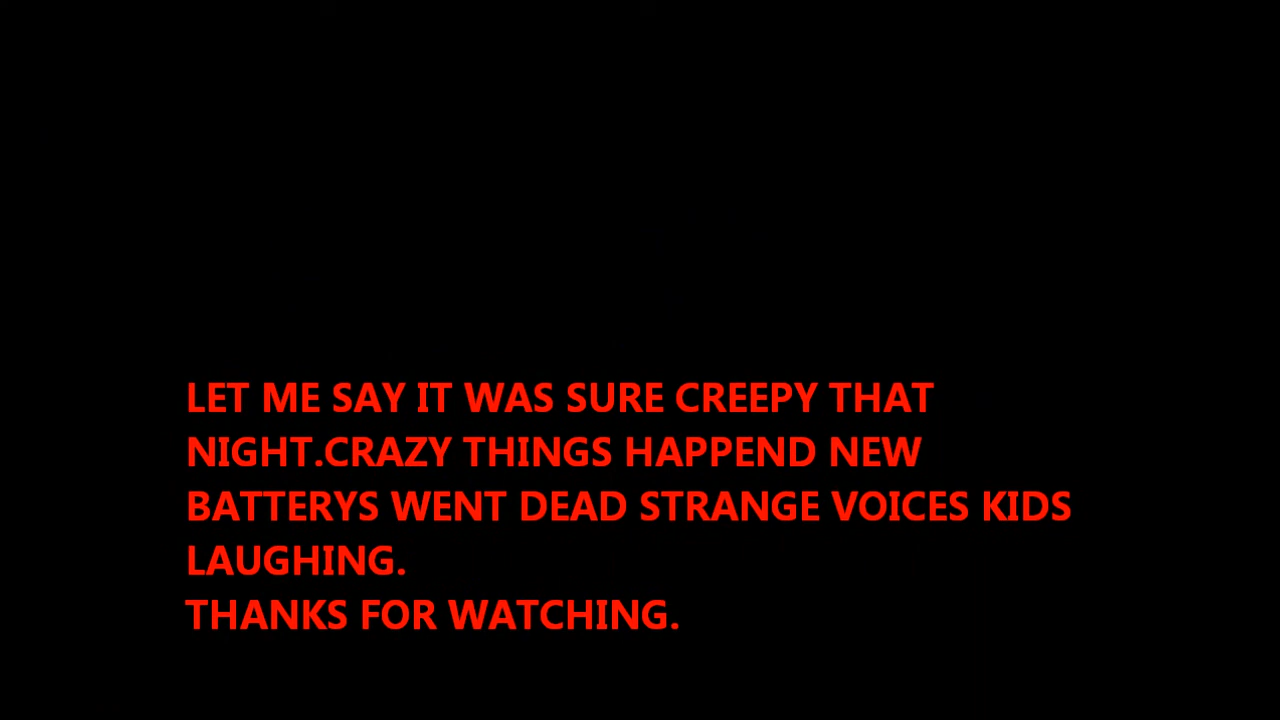 LET ME SAY IT WAS SURE CREEPY THAT
NIGHT.CRAZY THINGS HAPPEND NEW
BATTERYS WENT DEAD STRANGE VOICES KIDS
LAUGHING.
THANKS FOR WATCHING.